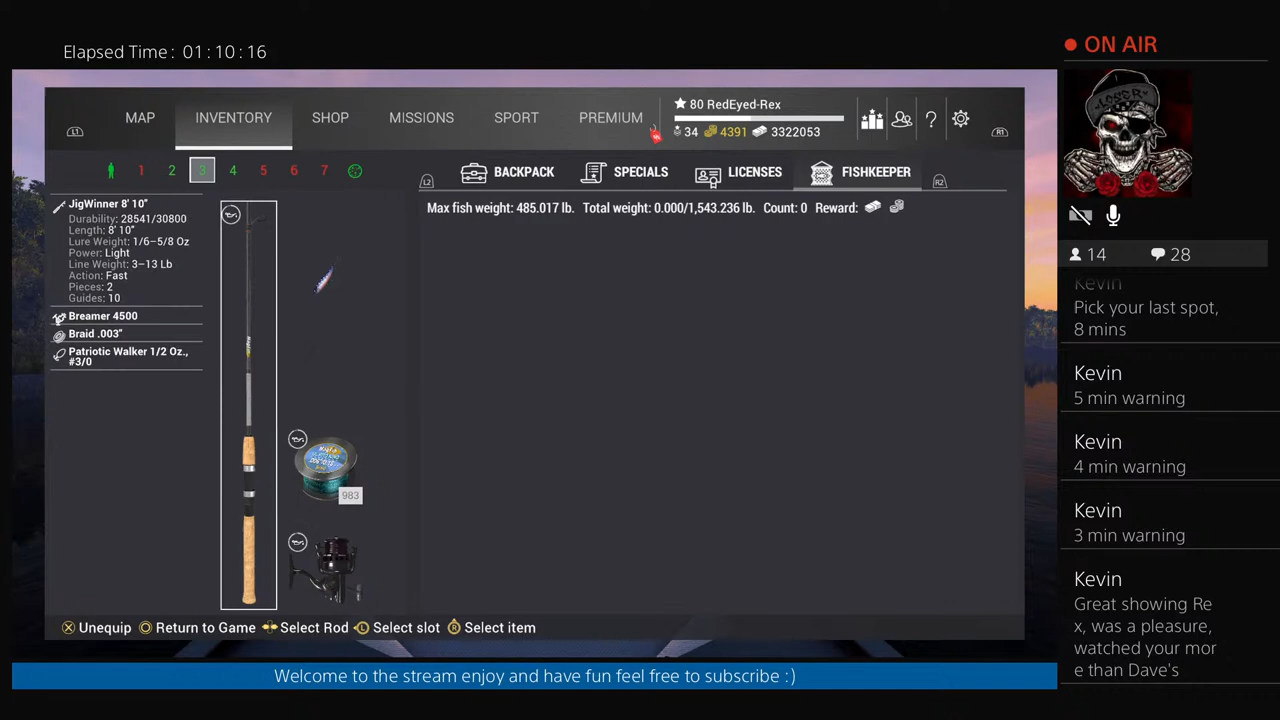 Elapsed Time: 01:10:16
ON AIR
MAP
INVENTORY
SHOP
MISSIONS
SPORT
PREMIUM
80 RedEyed-Rex
34 4391 3322053
?
L1
R1
1 2 3 4 5 6 7
L2
BACKPACK
SPECIALS
LICENSES
FISHKEEPER
R2
Max fish weight: 485.017 lb. Total weight: 0.000/1,543.236 lb. Count: 0 Reward:
JigWinner 8' 10"
Durability: 28541/30800
Length: 8' 10"
Lure Weight: 1/6–5/8 Oz
Power: Light
Line Weight: 3–13 Lb
Action: Fast
Pieces: 2
Guides: 10
Breamer 4500
Braid .003"
Patriotic Walker 1/2 Oz.,
#3/0
983
Unequip
Return to Game
Select Rod
Select slot
Select item
Welcome to the stream enjoy and have fun feel free to subscribe :)
14
28
Kevin
Pick your last spot,
8 mins
Kevin
5 min warning
Kevin
4 min warning
Kevin
3 min warning
Kevin
Great showing Re
x, was a pleasure,
watched your mor
e than Dave's